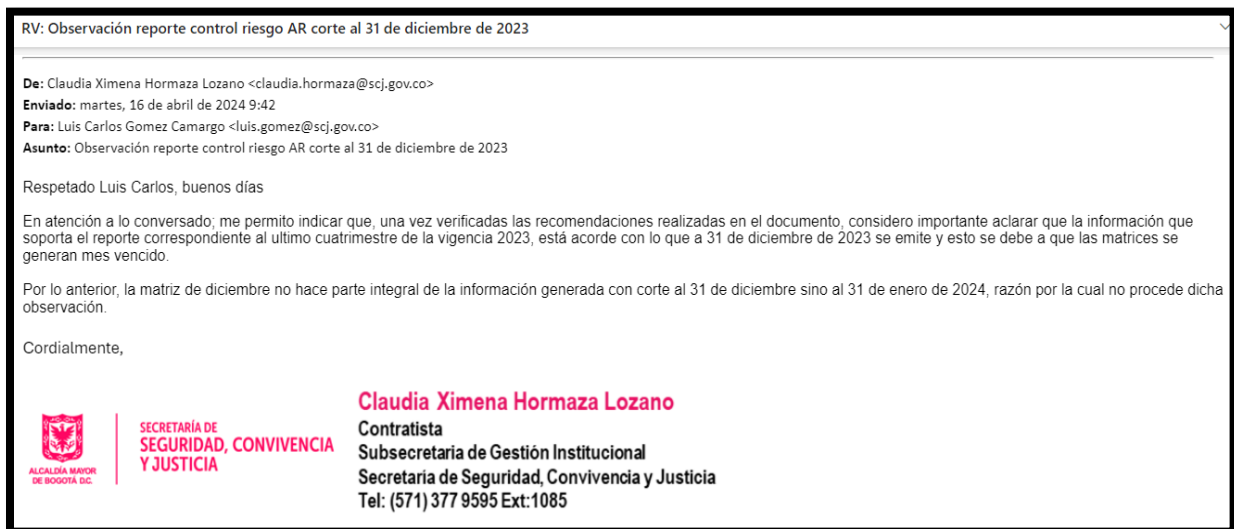 RV: Observación reporte control riesgo AR corte al 31 de diciembre de 2023
De: Claudia Ximena Hormaza Lozano <claudia.hormaza@scj.gov.co>
Enviado: martes, 16 de abril de 2024 9:42
Para: Luis Carlos Gomez Camargo <luis.gomez@scj.gov.co>
Asunto: Observación reporte control riesgo AR corte al 31 de diciembre de 2023
Respetado Luis Carlos, buenos días
En atención a lo conversado; me permito indicar que, una vez verificadas las recomendaciones realizadas en el documento, considero importante aclarar que la información que
soporta el reporte correspondiente al ultimo cuatrimestre de la vigencia 2023, está acorde con lo que a 31 de diciembre de 2023 se emite y esto se debe a que las matrices se
generan mes vencido.
Por lo anterior, la matriz de diciembre no hace parte integral de la información generada con corte al 31 de diciembre sino al 31 de enero de 2024, razón por la cual no procede dicha
observación.
Cordialmente,
ALCALDÍA MAYOR
DE BOGOTÁ D.C.
SECRETARÍA DE
SEGURIDAD, CONVIVENCIA
Y JUSTICIA
Claudia Ximena Hormaza Lozano
Contratista
Subsecretaria de Gestión Institucional
Secretaría de Seguridad, Convivencia y Justicia
Tel: (571) 377 9595 Ext:1085